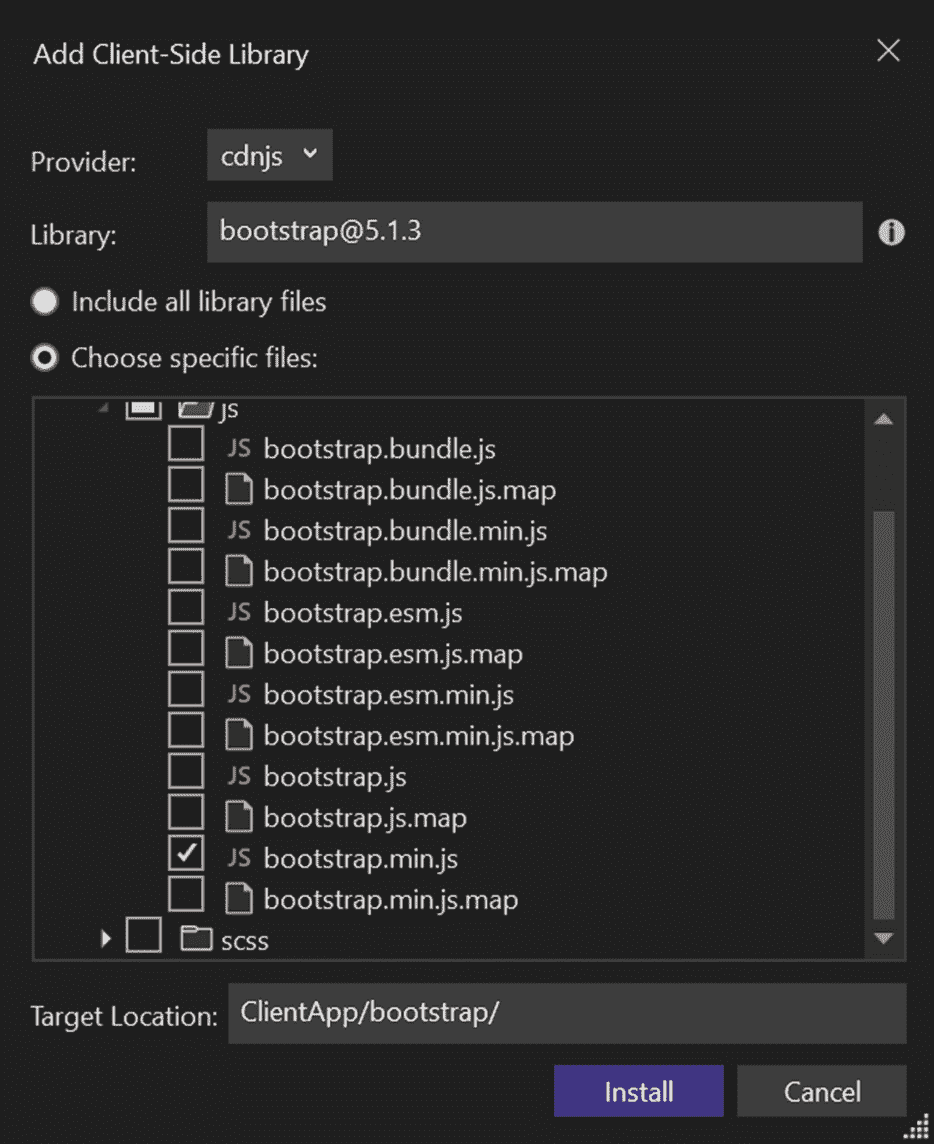 Add Client-Side Library
Provider: cdnjs
Library: bootstrap@5.1.3
Include all library files
Choose specific files:
js
JS bootstrap.bundle.js
bootstrap.bundle.js.map
JS bootstrap.bundle.min.js
bootstrap.bundle.min.js.map
JS bootstrap.esm.js
bootstrap.esm.js.map
JS bootstrap.esm.min.js
bootstrap.esm.min.js.map
JS bootstrap.js
bootstrap.js.map
JS bootstrap.min.js
bootstrap.min.js.map
scss
Target Location: ClientApp/bootstrap/
Install Cancel